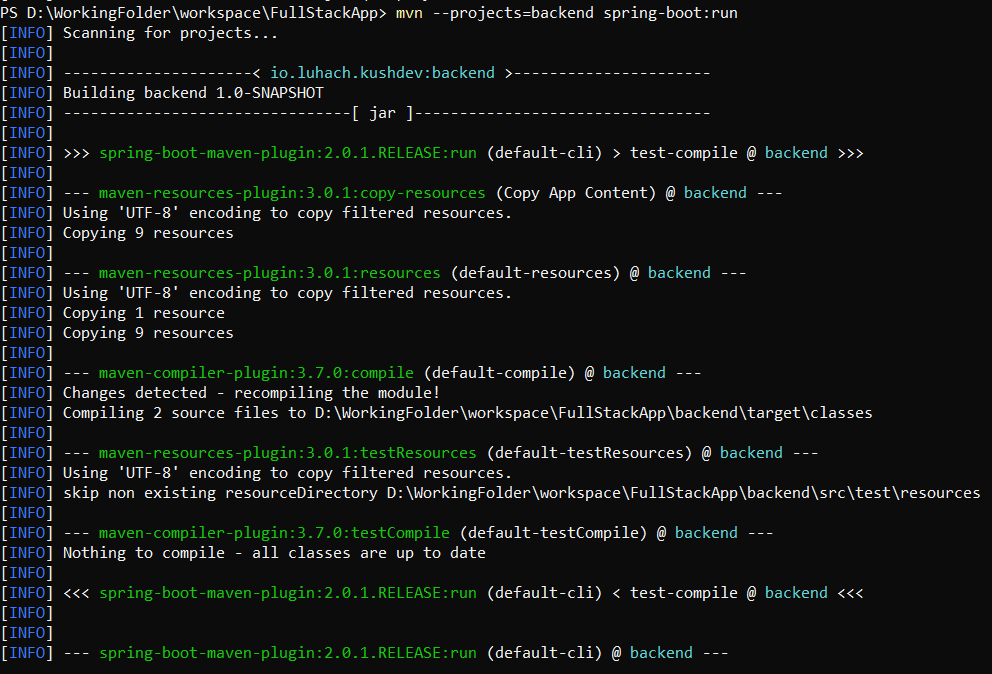 PS D:\WorkingFolder\workspace\FullStackApp> mvn --projects=backend spring-boot:run
[INFO] Scanning for projects...
[INFO]
[INFO] ---------------------< io.luhach.kushdev:backend >----------------------
[INFO] Building backend 1.0-SNAPSHOT
[INFO] --------------------------------[ jar ]---------------------------------
[INFO]
[INFO] >>> spring-boot-maven-plugin:2.0.1.RELEASE:run (default-cli) > test-compile @ backend >>>
[INFO]
[INFO] --- maven-resources-plugin:3.0.1:copy-resources (Copy App Content) @ backend ---
[INFO] Using 'UTF-8' encoding to copy filtered resources.
[INFO] Copying 9 resources
[INFO]
[INFO] --- maven-resources-plugin:3.0.1:resources (default-resources) @ backend ---
[INFO] Using 'UTF-8' encoding to copy filtered resources.
[INFO] Copying 1 resource
[INFO] Copying 9 resources
[INFO]
[INFO] --- maven-compiler-plugin:3.7.0:compile (default-compile) @ backend ---
[INFO] Changes detected - recompiling the module!
[INFO] Compiling 2 source files to D:\WorkingFolder\workspace\FullStackApp\backend\target\classes
[INFO]
[INFO] --- maven-resources-plugin:3.0.1:testResources (default-testResources) @ backend ---
[INFO] Using 'UTF-8' encoding to copy filtered resources.
[INFO] skip non existing resourceDirectory D:\WorkingFolder\workspace\FullStackApp\backend\src\test\resources
[INFO]
[INFO] --- maven-compiler-plugin:3.7.0:testCompile (default-testCompile) @ backend ---
[INFO] Nothing to compile - all classes are up to date
[INFO]
[INFO] <<< spring-boot-maven-plugin:2.0.1.RELEASE:run (default-cli) < test-compile @ backend <<<
[INFO]
[INFO]
[INFO] --- spring-boot-maven-plugin:2.0.1.RELEASE:run (default-cli) @ backend ---